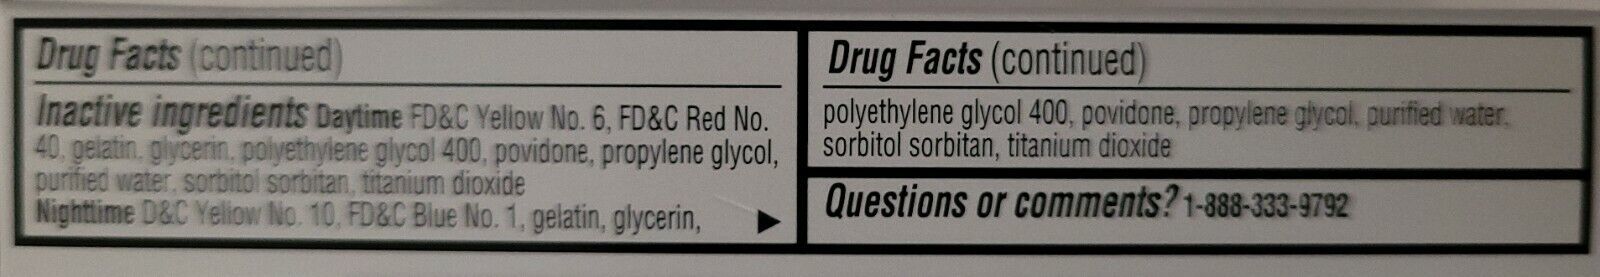 Drug Facts (continued)
Inactive ingredients Daytime FD&C Yellow No. 6, FD&C Red No.
40, gelatin, glycerin, polyethylene glycol 400, povidone, propylene glycol,
purified water, sorbitol sorbitan, titanium dioxide
Nighttime D&C Yellow No. 10, FD&C Blue No. 1, gelatin, glycerin,
Drug Facts (continued)
polyethylene glycol 400, povidone, propylene glycol, purified water,
sorbitol sorbitan, titanium dioxide
Questions or comments? 1-888-333-9792